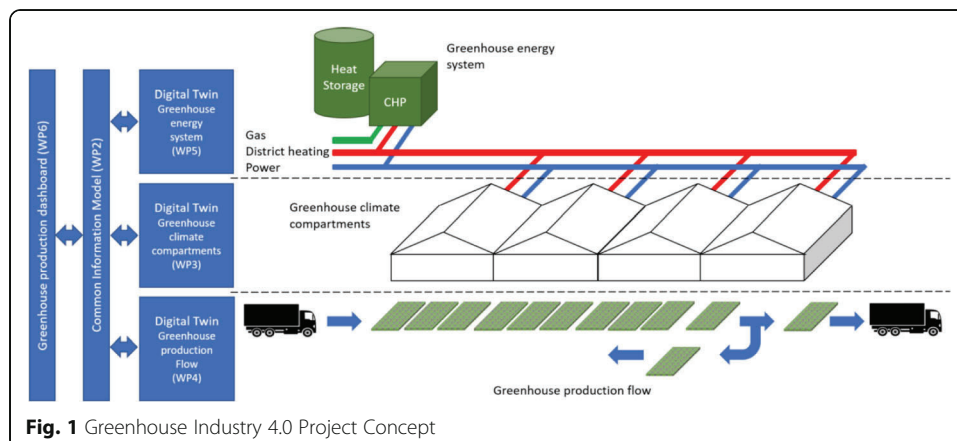 Greenhouse production dashboard (WP6)
Common Information Model (WP2)
Digital Twin
Greenhouse
energy
system
(WP5)
Digital Twin
Greenhouse
climate
compartments
(WP3)
Digital Twin
Greenhouse
production
Flow
(WP4)
Heat
Storage
CHP
Greenhouse energy
system
Gas
District heating
Power
Greenhouse climate
compartments
Greenhouse production flow
Fig. 1 Greenhouse Industry 4.0 Project Concept